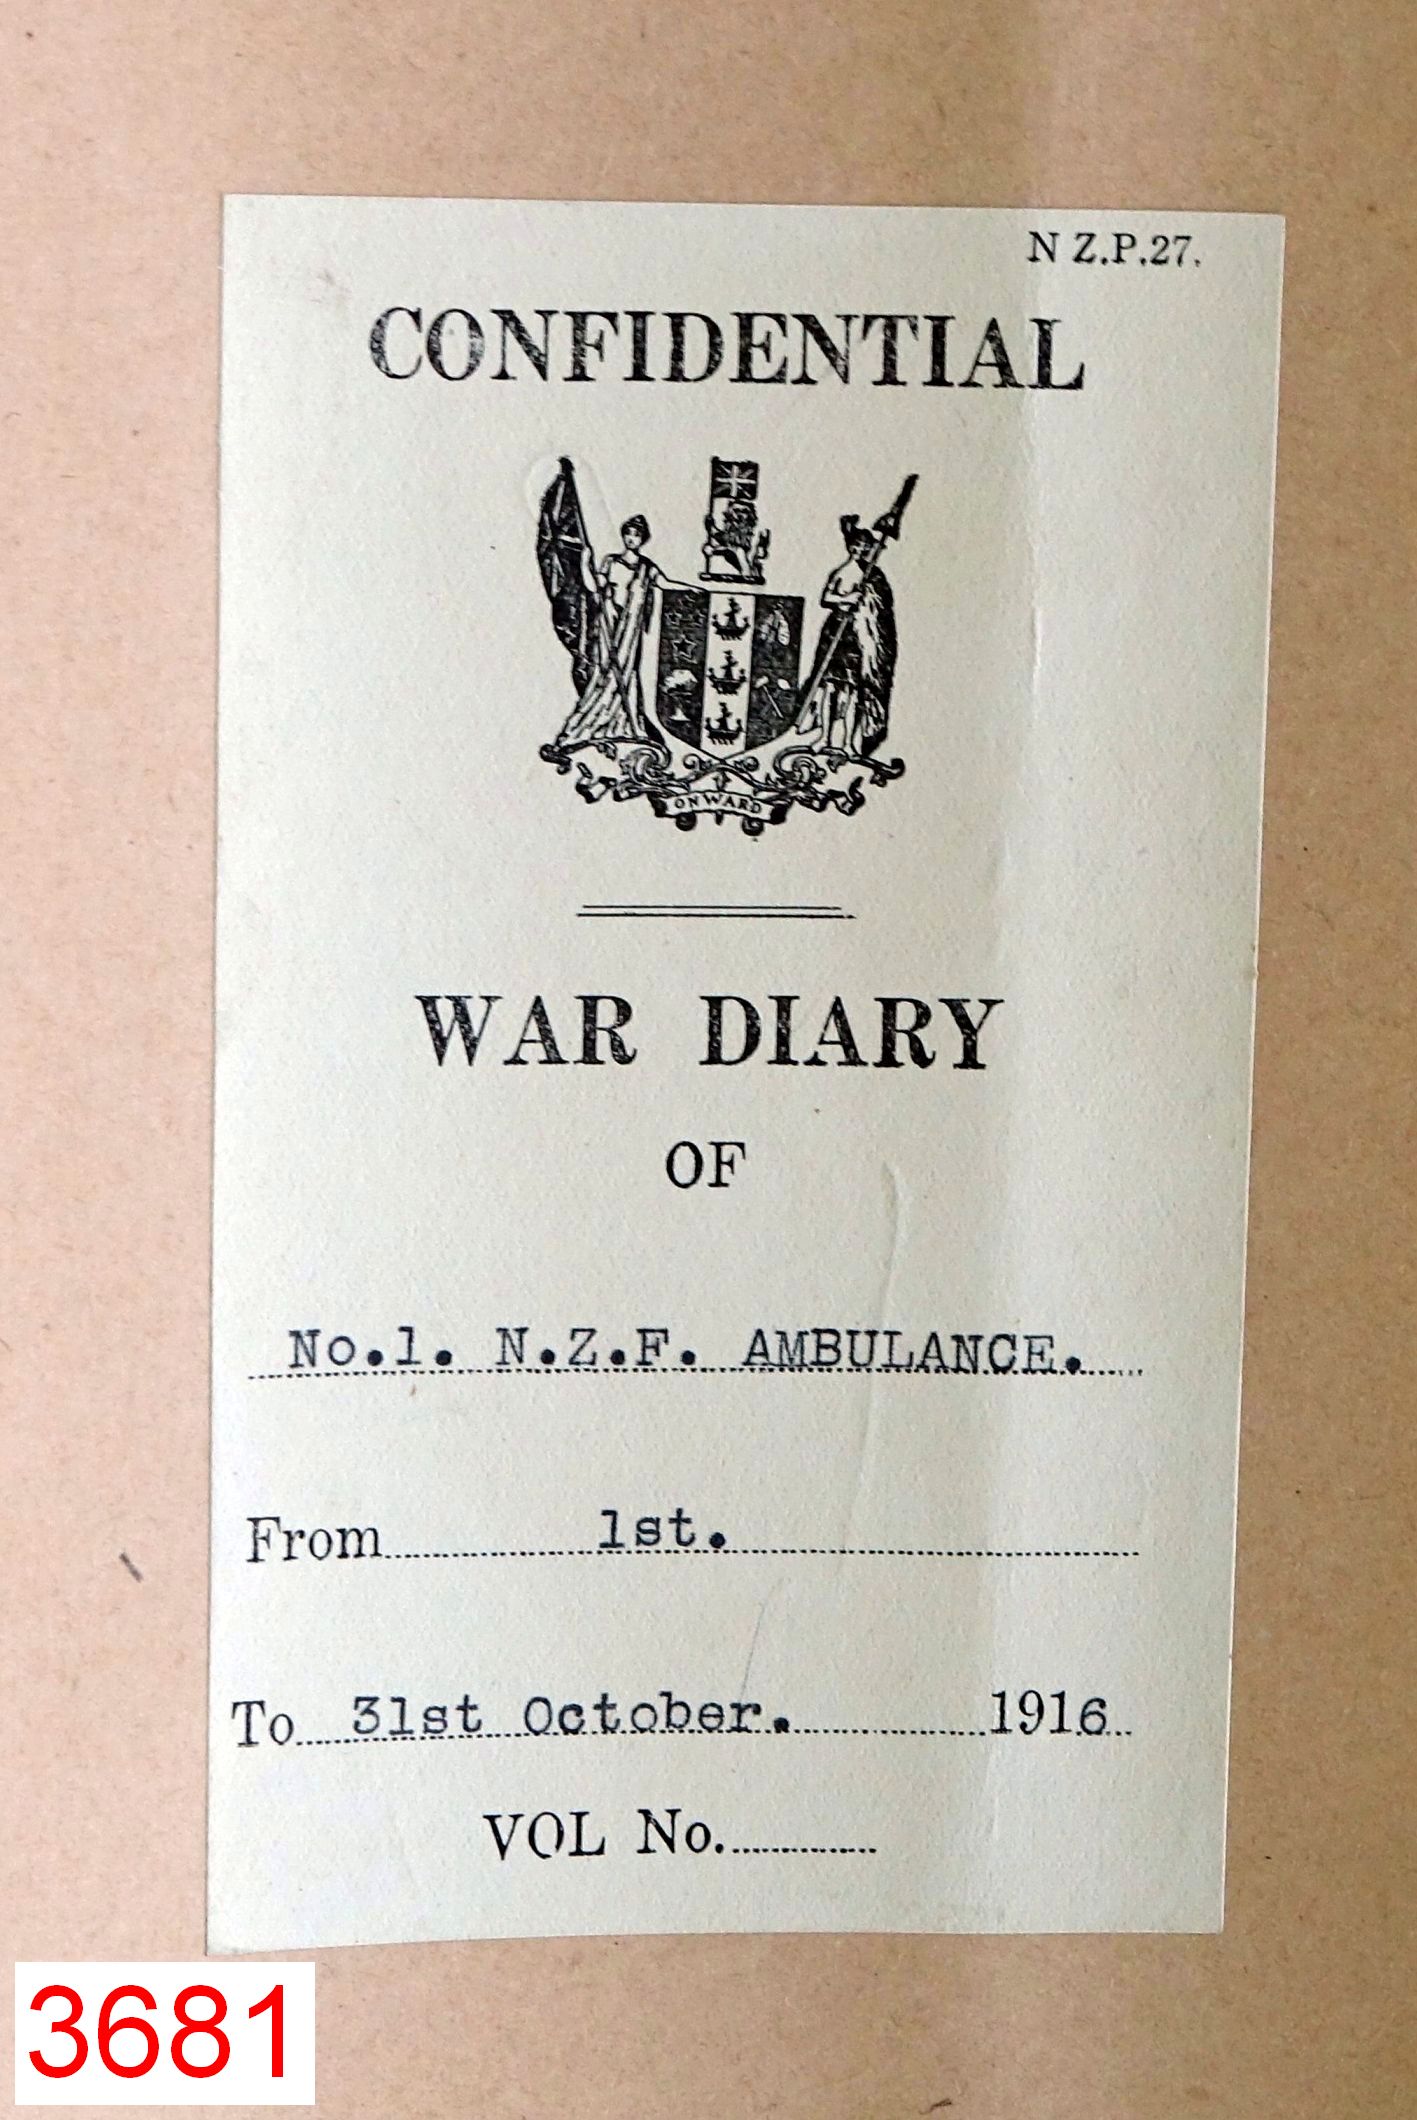 N Z.P.27.
CONFIDENTIAL
ONWARD
WAR DIARY
OF
No.1. N.Z.F. AMBULANCE.
From 1st.
To 31st October. 1916
VOL No.
3681